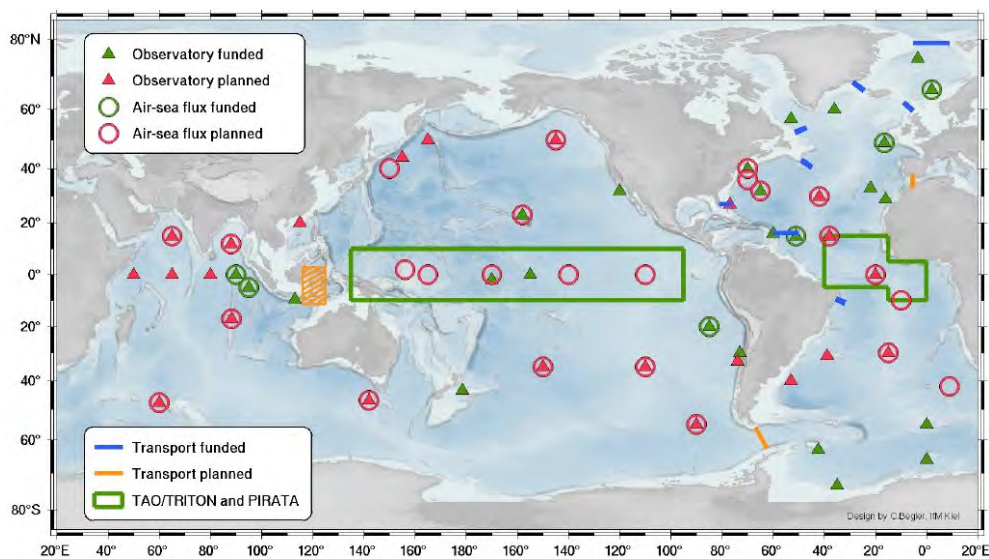 80°N
60°
40°
20°
0°
20°
40°
60°
80°S
Observatory funded
Observatory planned
Air-sea flux funded
Air-sea flux planned
Transport funded
Transport planned
TAO/TRITON and PIRATA
Design by C.Begler, IfM Kiel
20°E 40° 60° 80° 100° 120° 140° 160° 180° 160° 140° 120° 100° 80° 60° 40° 20° 0° 20°E